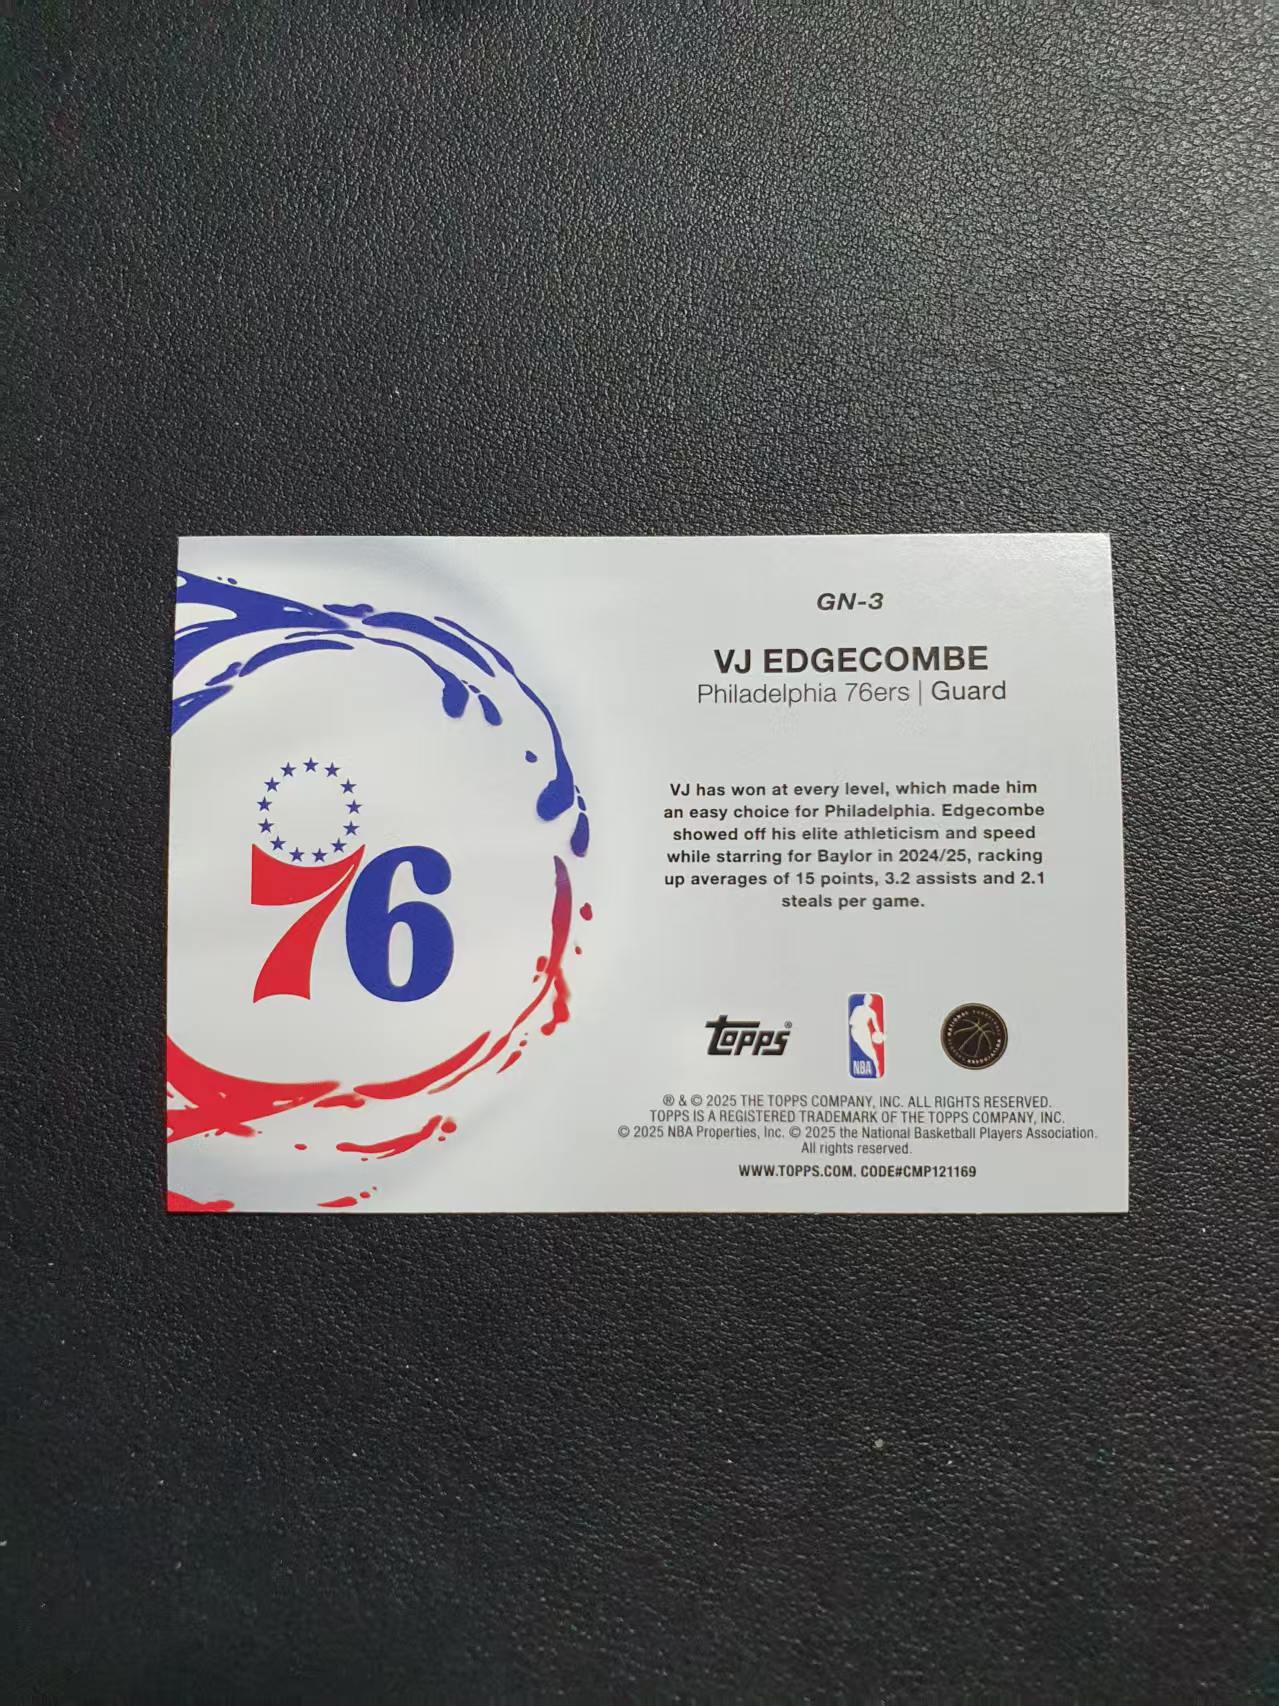 GN-3
VJ EDGECOMBE
Philadelphia 76ers | Guard
VJ has won at every level, which made him
an easy choice for Philadelphia. Edgecombe
showed off his elite athleticism and speed
while starring for Baylor in 2024/25, racking
up averages of 15 points, 3.2 assists and 2.1
steals per game.
76
Topps®
NBA
® & © 2025 THE TOPPS COMPANY, INC. ALL RIGHTS RESERVED.
TOPPS IS A REGISTERED TRADEMARK OF THE TOPPS COMPANY, INC.
© 2025 NBA Properties, Inc. © 2025 the National Basketball Players Association.
All rights reserved.
WWW.TOPPS.COM. CODE#CMP121169